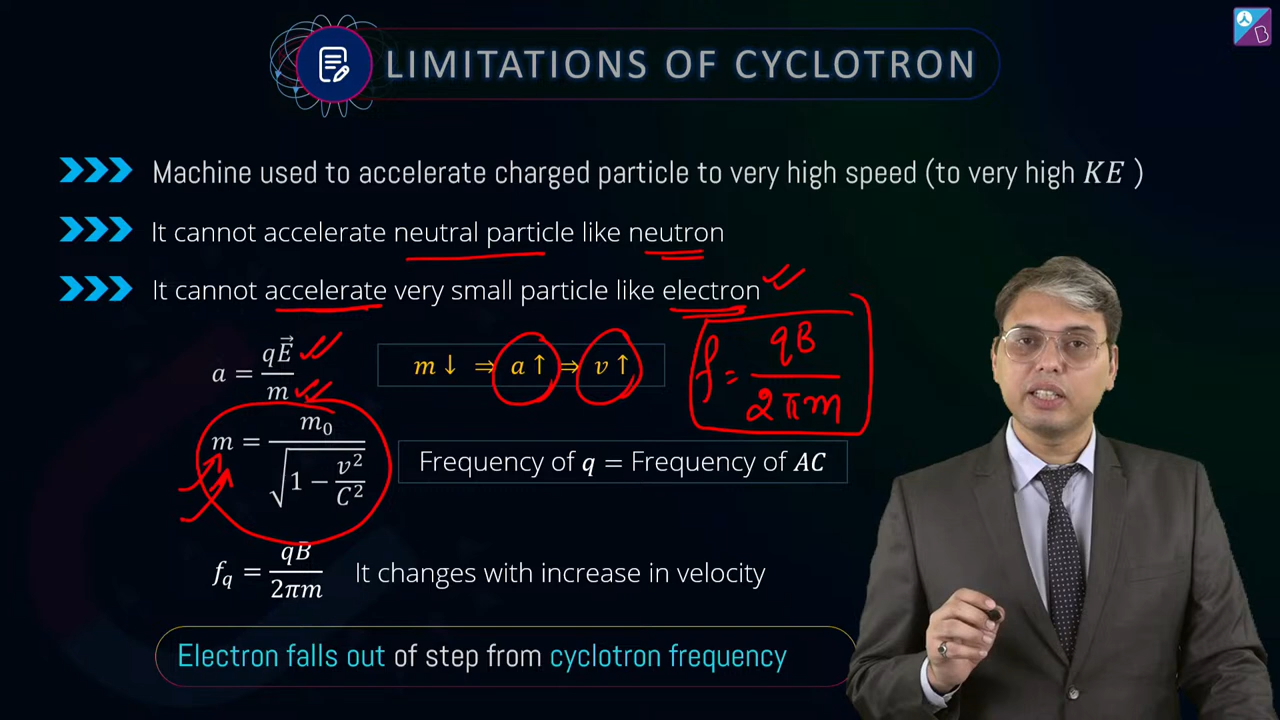 LIMITATIONS OF CYCLOTRON
Machine used to accelerate charged particle to very high speed (to very high KE )
It cannot accelerate neutral particle like neutron
It cannot accelerate very small particle like electron
a = qE⃗ / m
m↓ ⇒ a↑ ⇒ v↑
f = qB / 2πm
m = m₀ / √(1 − v²/C²)
Frequency of q = Frequency of AC
f_q = qB / 2πm It changes with increase in velocity
Electron falls out of step from cyclotron frequency
B